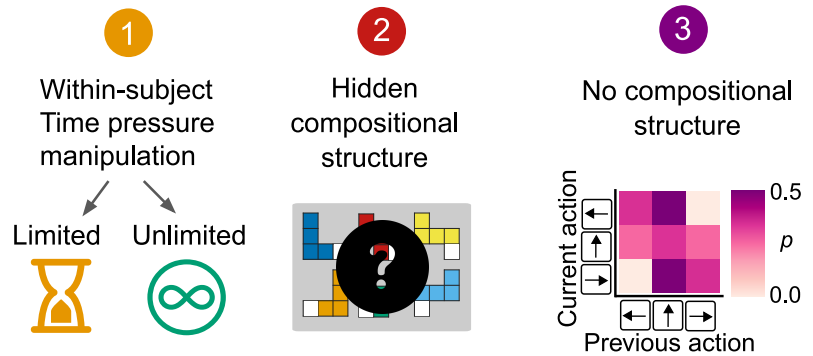 1
Within-subject
Time pressure
manipulation
Limited
Unlimited
2
Hidden
compositional
structure
?
3
No compositional
structure
Current action
0.5
p
0.0
Previous action